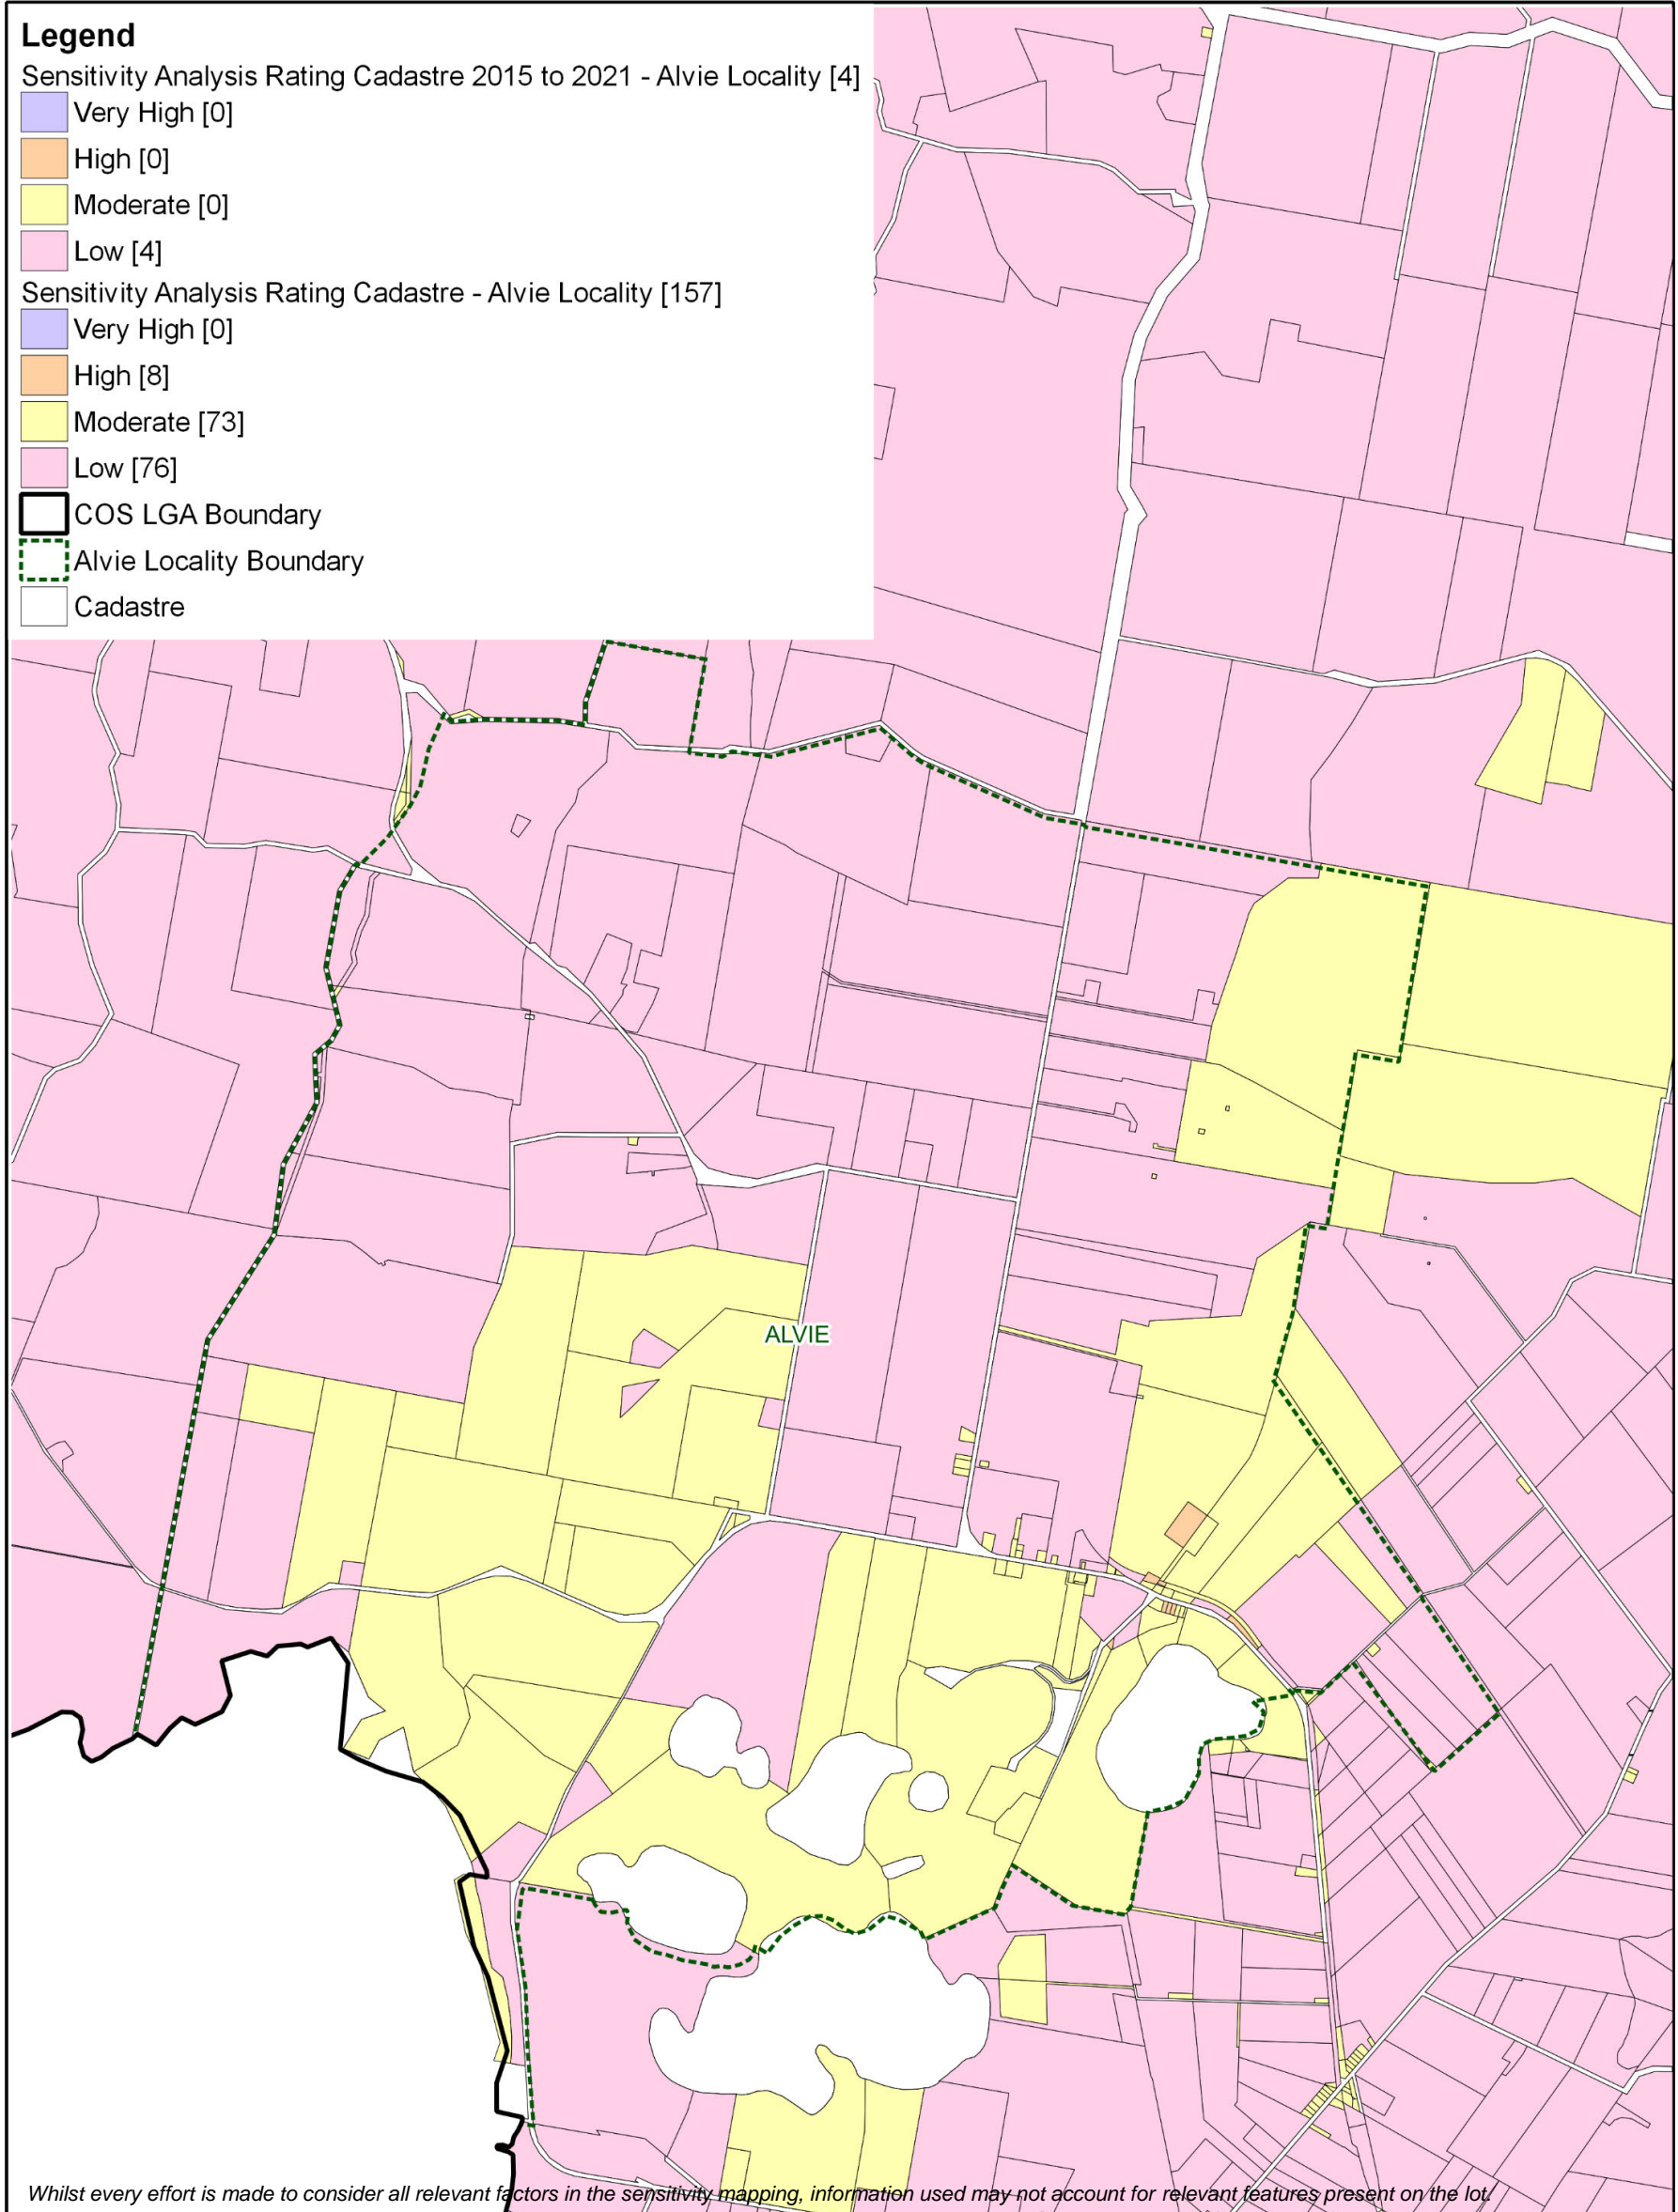 Legend
Sensitivity Analysis Rating Cadastre 2015 to 2021 - Alvie Locality [4]
Very High [0]
High [0]
Moderate [0]
Low [4]
Sensitivity Analysis Rating Cadastre - Alvie Locality [157]
Very High [0]
High [8]
Moderate [73]
Low [76]
COS LGA Boundary
Alvie Locality Boundary
Cadastre
ALVIE
Whilst every effort is made to consider all relevant factors in the sensitivity mapping, information used may not account for relevant features present on the lot.